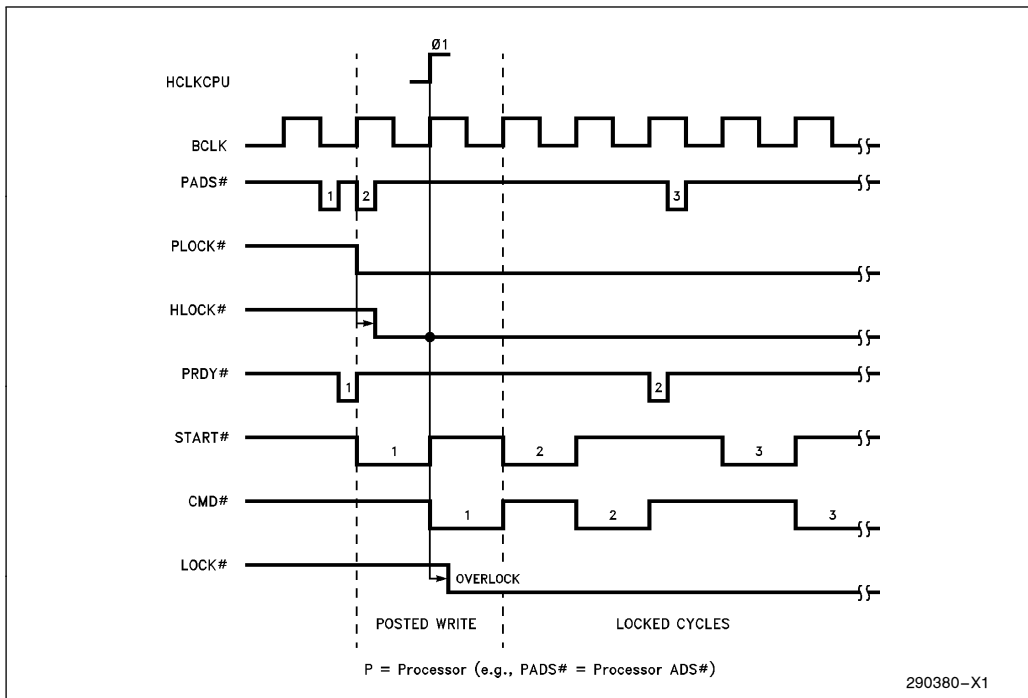 Ø1
HCLKCPU
BCLK
PADS# 1 2 3
PLOCK#
HLOCK#
PRDY# 1 2
START# 1 2 3
CMD# 1 2 3
LOCK# OVERLOCK
POSTED WRITE LOCKED CYCLES
P = Processor (e.g., PADS# = Processor ADS#)
290380–X1